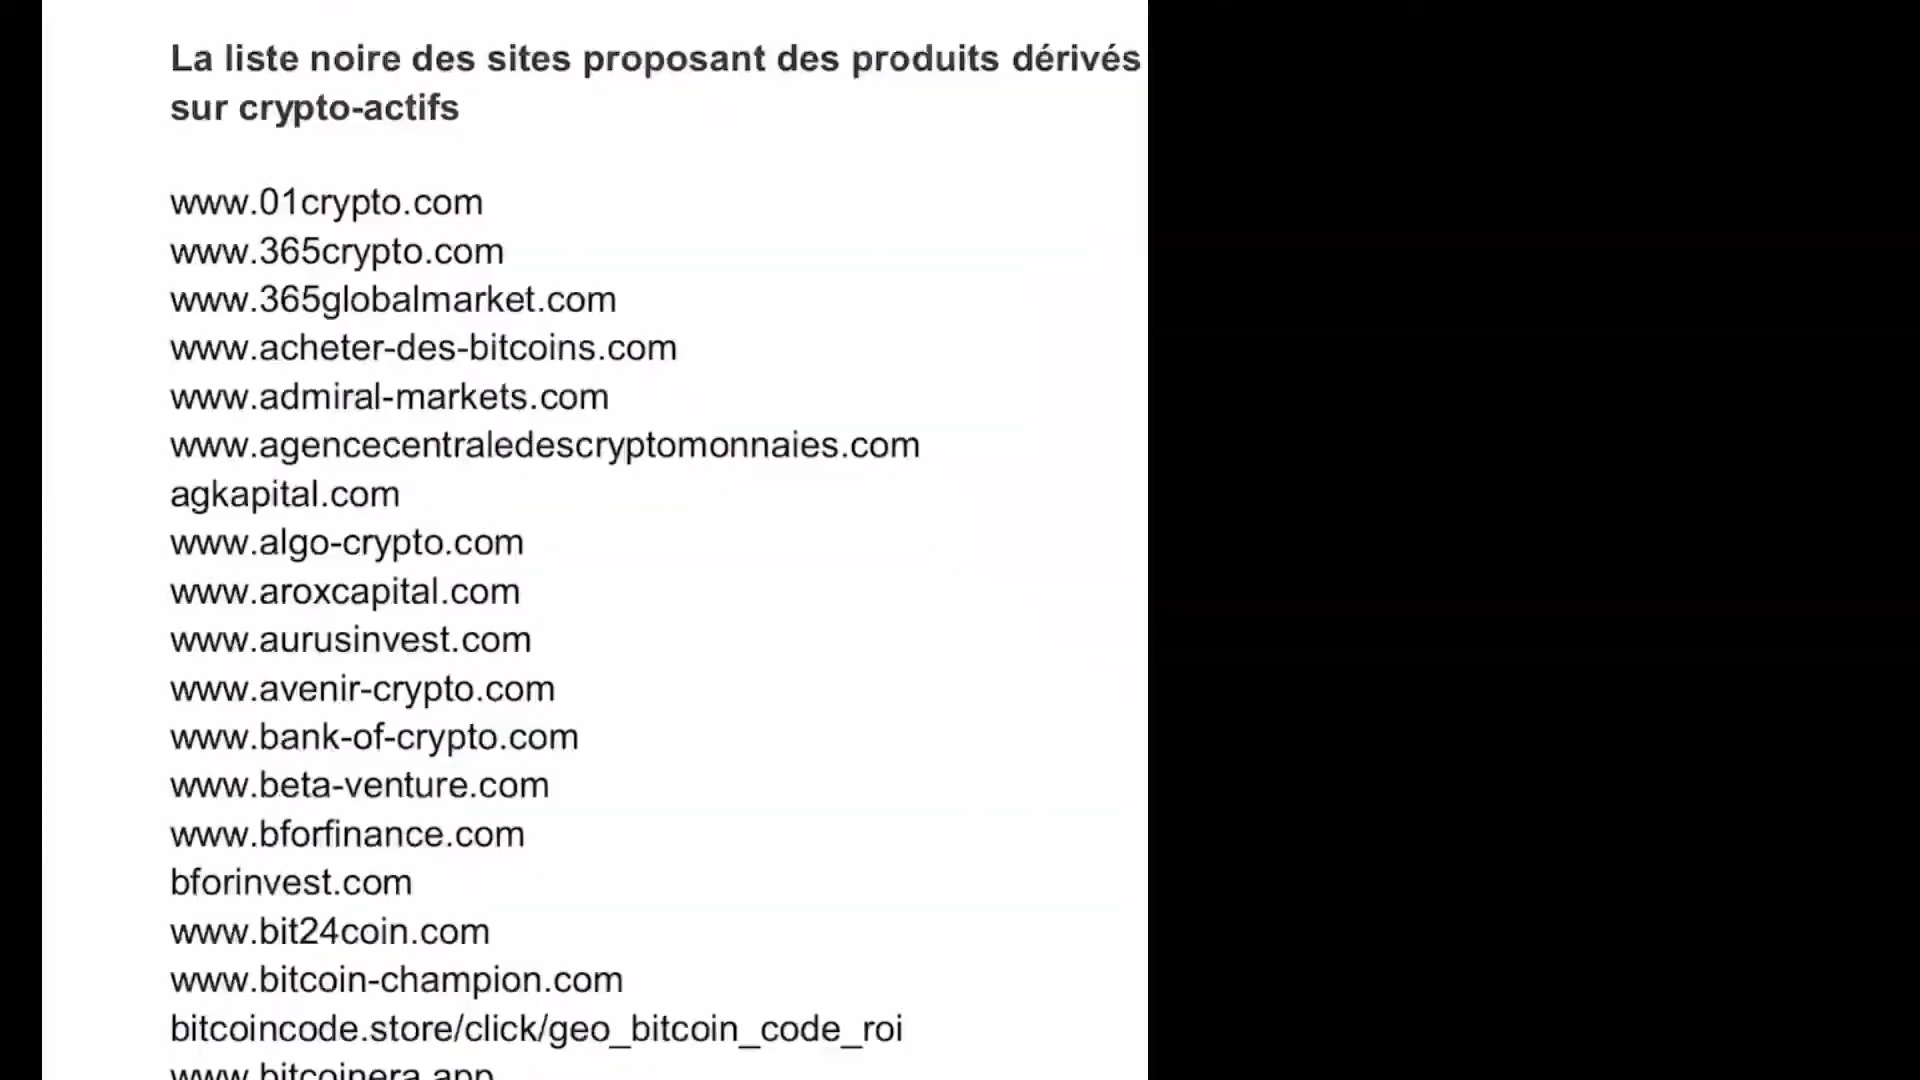 La liste noire des sites proposant des produits dérivés
sur crypto-actifs
www.01crypto.com
www.365crypto.com
www.365globalmarket.com
www.acheter-des-bitcoins.com
www.admiral-markets.com
www.agencecentraledescryptomonnaies.com
agkapital.com
www.algo-crypto.com
www.aroxcapital.com
www.aurusinvest.com
www.avenir-crypto.com
www.bank-of-crypto.com
www.beta-venture.com
www.bforfinance.com
bforinvest.com
www.bit24coin.com
www.bitcoin-champion.com
bitcoincode.store/click/geo_bitcoin_code_roi
www.bitcoinera.app